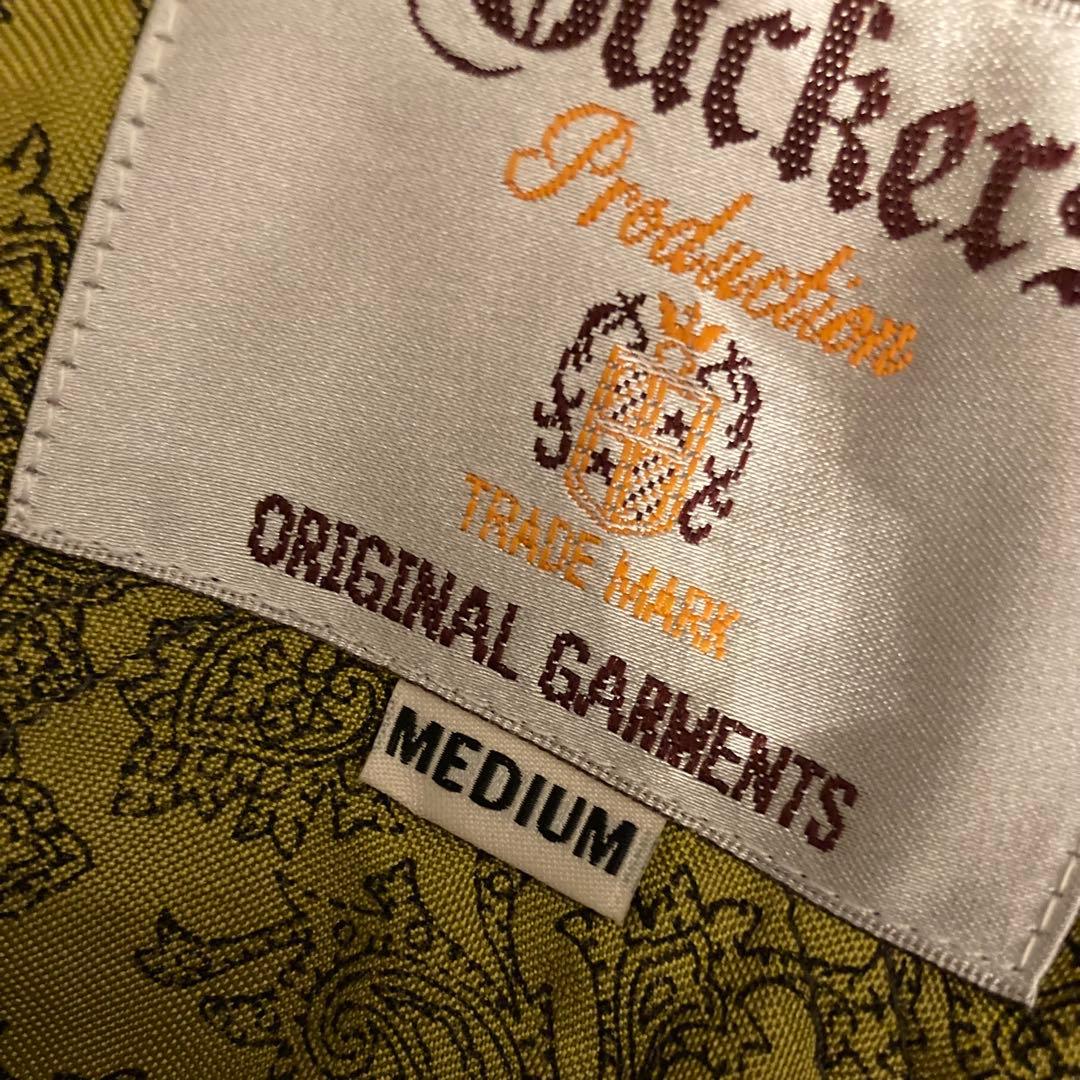 Production
TRADE MARK
ORIGINAL GARMENTS
MEDIUM